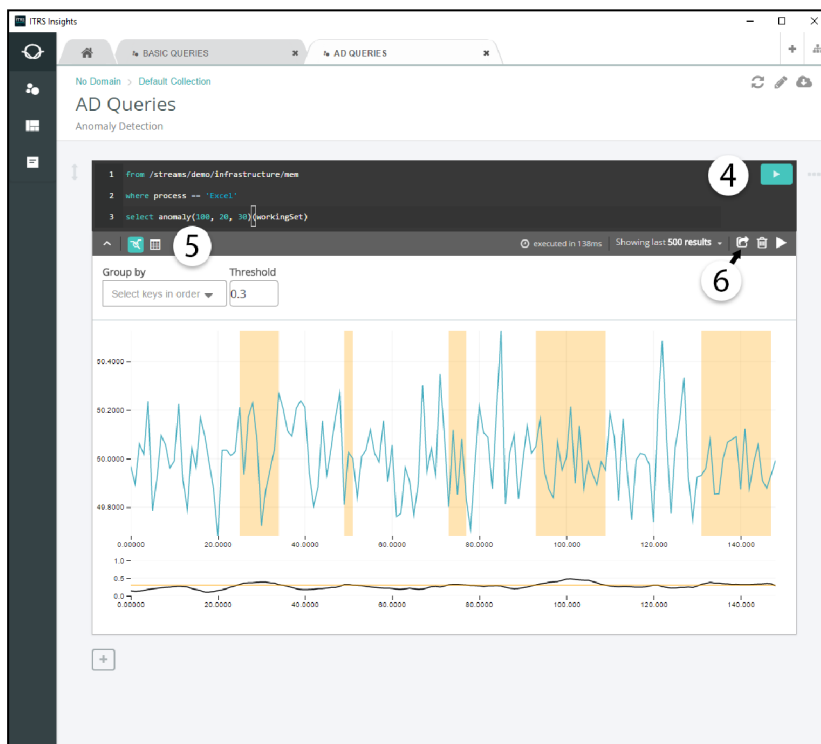 ITRS Insights
BASIC QUERIES
AD QUERIES
No Domain > Default Collection
AD Queries
Anomaly Detection
1 from /streams/demo/infrastructure/mem
2 where process == 'Excel'
3 select anomaly(100, 20, 30)(workingSet)
4
5
executed in 138ms
Showing last 500 results
6
Group by
Threshold
Select keys in order
0.3
50.4000
50.2000
50.0000
49.8000
0.00000 20.0000 40.0000 60.0000 80.0000 100.000 120.000 140.000
1.0
0.5
0.0
0.00000 20.0000 40.0000 60.0000 80.0000 100.000 120.000 140.000